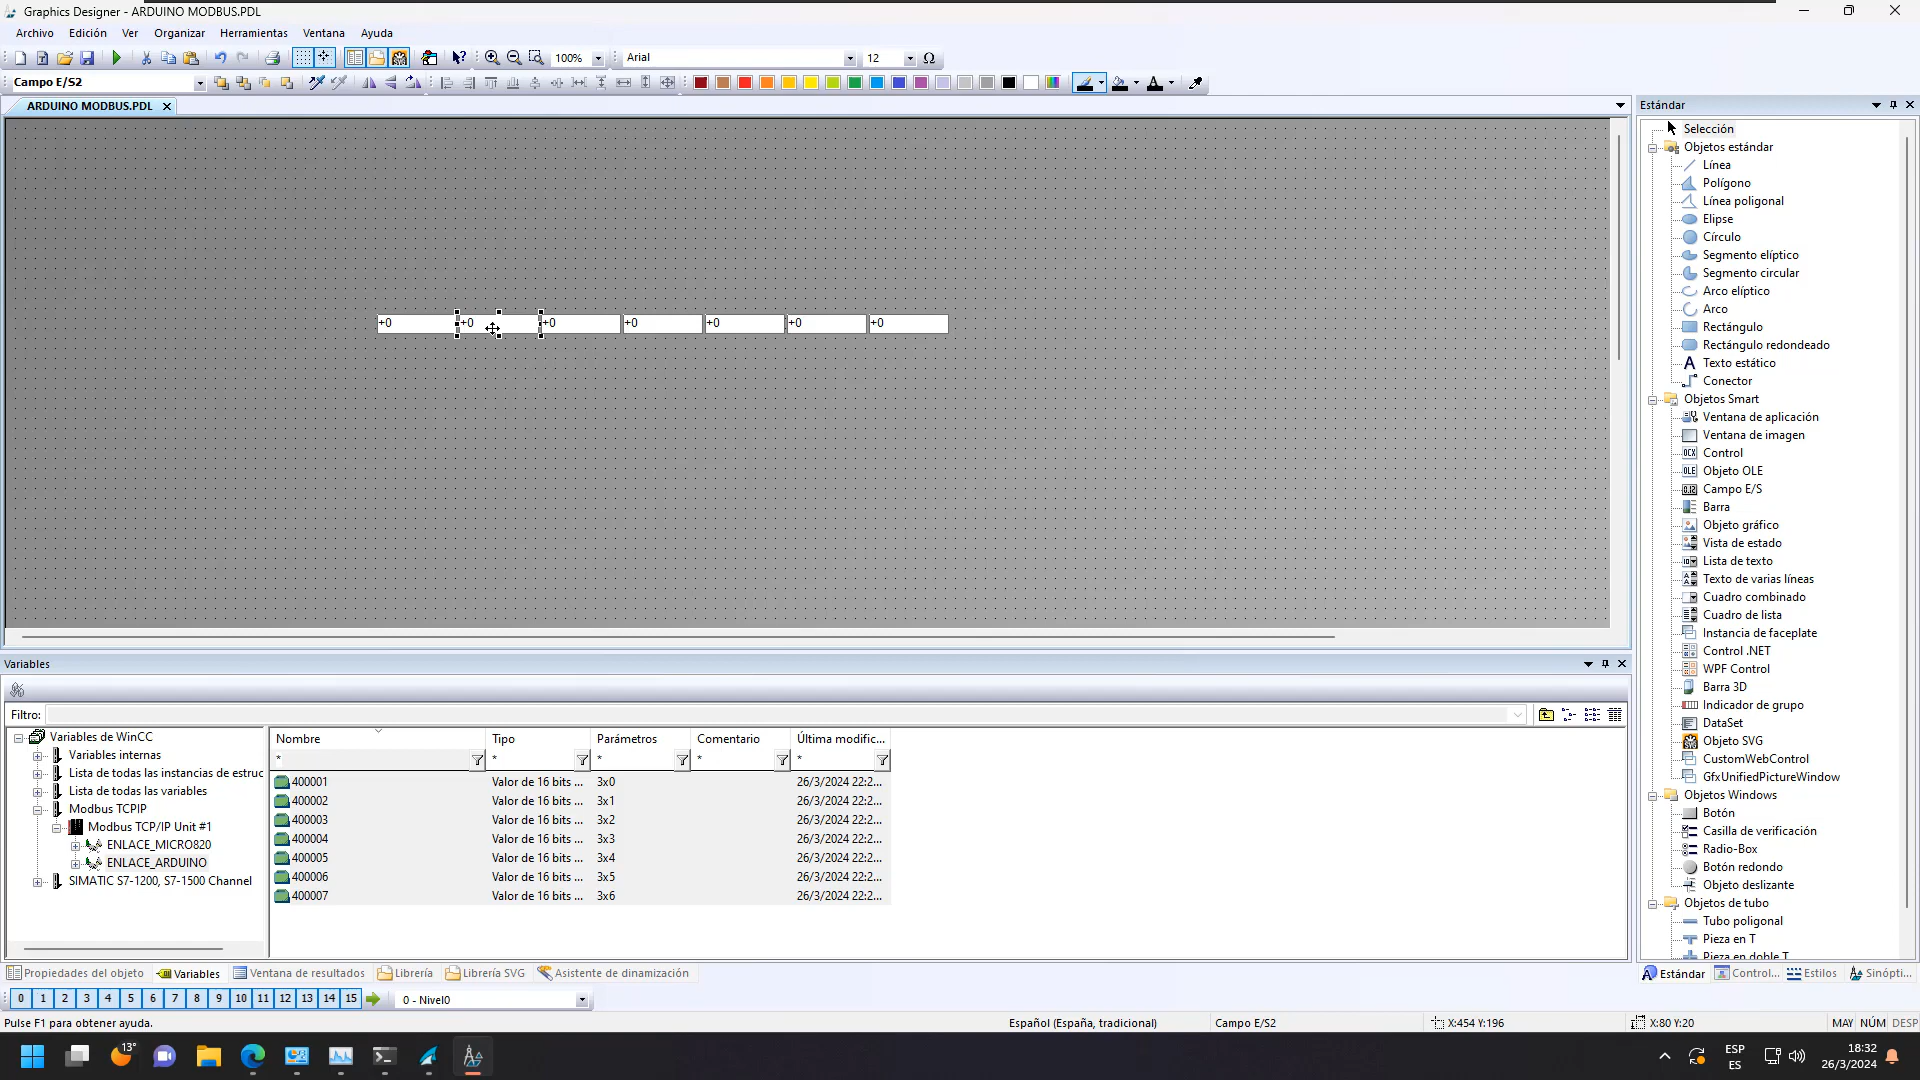 Graphics Designer - ARDUINO MODBUS.PDL
Archivo Edición Ver Organizar Herramientas Ventana Ayuda
100% Arial 12 Ω
Campo E/S2
ARDUINO MODBUS.PDL
+0 +0 +0 +0 +0 +0 +0
Estándar
Selección
Objetos estándar
Línea
Polígono
Línea poligonal
Elipse
Círculo
Segmento elíptico
Segmento circular
Arco elíptico
Arco
Rectángulo
Rectángulo redondeado
Texto estático
Conector
Objetos Smart
Ventana de aplicación
Ventana de imagen
Control
Objeto OLE
Campo E/S
Barra
Objeto gráfico
Vista de estado
Lista de texto
Texto de varias líneas
Cuadro combinado
Cuadro de lista
Instancia de faceplate
Control .NET
WPF Control
Barra 3D
Indicador de grupo
DataSet
Objeto SVG
CustomWebControl
GfxUnifiedPictureWindow
Objetos Windows
Botón
Casilla de verificación
Radio-Box
Botón redondo
Objeto deslizante
Objetos de tubo
Tubo poligonal
Pieza en T
Pieza en doble T
Estándar Control... Estilos Sinópti...
Variables
Filtro:
Variables de WinCC
Variables internas
Lista de todas las instancias de estruc
Lista de todas las variables
Modbus TCPIP
Modbus TCP/IP Unit #1
ENLACE_MICRO820
ENLACE_ARDUINO
SIMATIC S7-1200, S7-1500 Channel
Nombre Tipo Parámetros Comentario Última modific...
* * * * *
400001 Valor de 16 bits ... 3x0 26/3/2024 22:2...
400002 Valor de 16 bits ... 3x1 26/3/2024 22:2...
400003 Valor de 16 bits ... 3x2 26/3/2024 22:2...
400004 Valor de 16 bits ... 3x3 26/3/2024 22:2...
400005 Valor de 16 bits ... 3x4 26/3/2024 22:2...
400006 Valor de 16 bits ... 3x5 26/3/2024 22:2...
400007 Valor de 16 bits ... 3x6 26/3/2024 22:2...
Propiedades del objeto Variables Ventana de resultados Librería Librería SVG Asistente de dinamización
0 1 2 3 4 5 6 7 8 9 10 11 12 13 14 15 0 - Nivel0
Pulse F1 para obtener ayuda. Español (España, tradicional) Campo E/S2 X:454 Y:196 X:80 Y:20 MAY NÚM DESP
13° ESP ES 18:32 26/3/2024